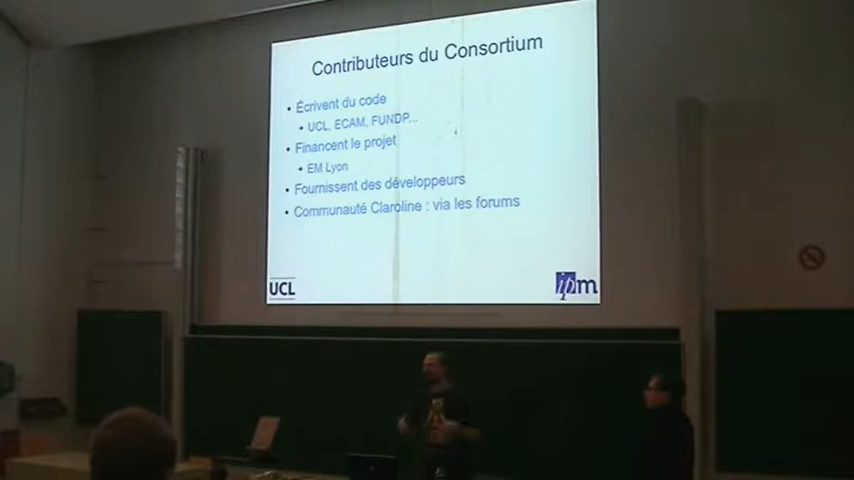 Contributeurs du Consortium
• Écrivent du code
• UCL, ECAM, FUNDP...
• Financent le projet
• EM Lyon
• Fournissent des développeurs
• Communauté Claroline : via les forums
UCL
ipm